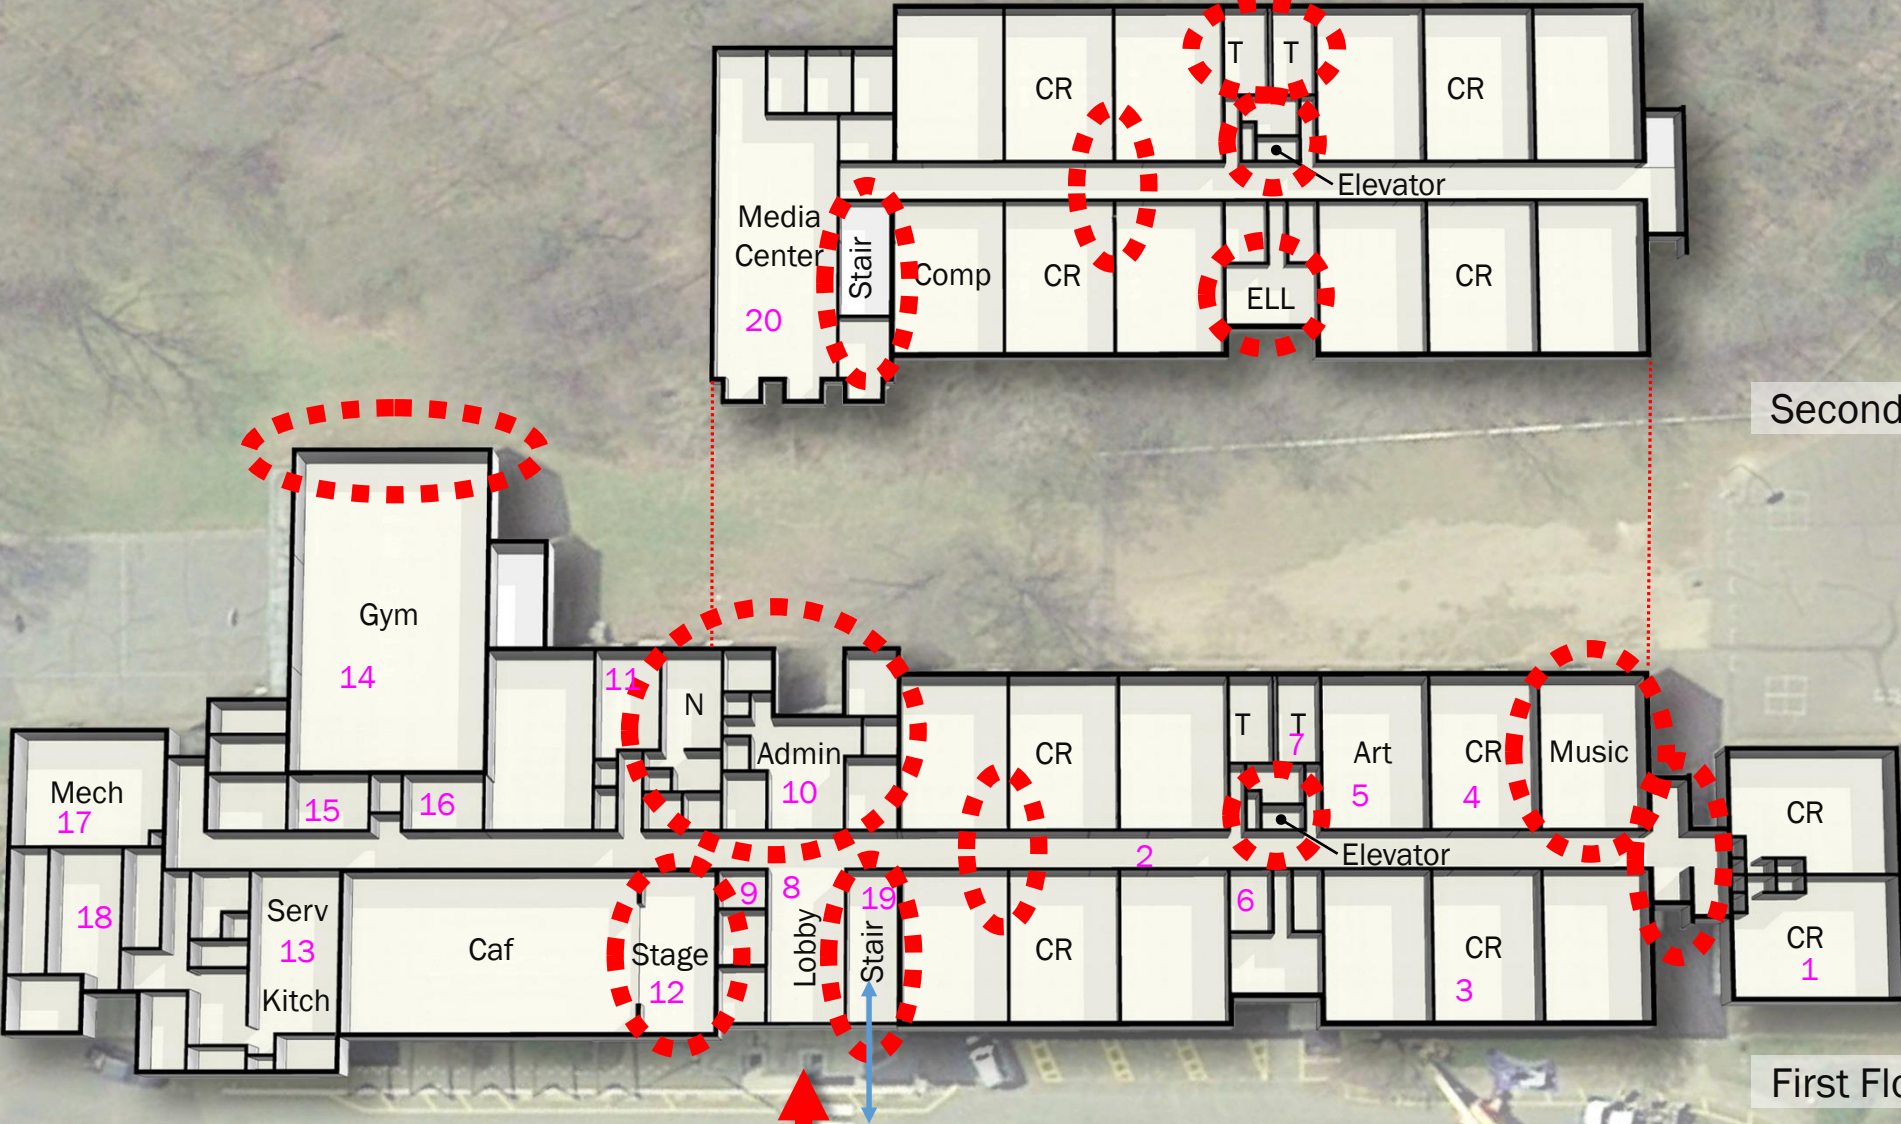 T T
CR
CR
Elevator
Media
Center
Stair
Comp
CR
ELL
CR
20
Second
Gym
14
11
N
Admin
10
CR
T T
7
Art
5
CR
4
Music
Mech
17
15
16
CR
Elevator
2
18
Serv
13
Kitch
Caf
Stage
12
9
8
Lobby
19
Stair
CR
6
CR
3
CR
1
First Flo